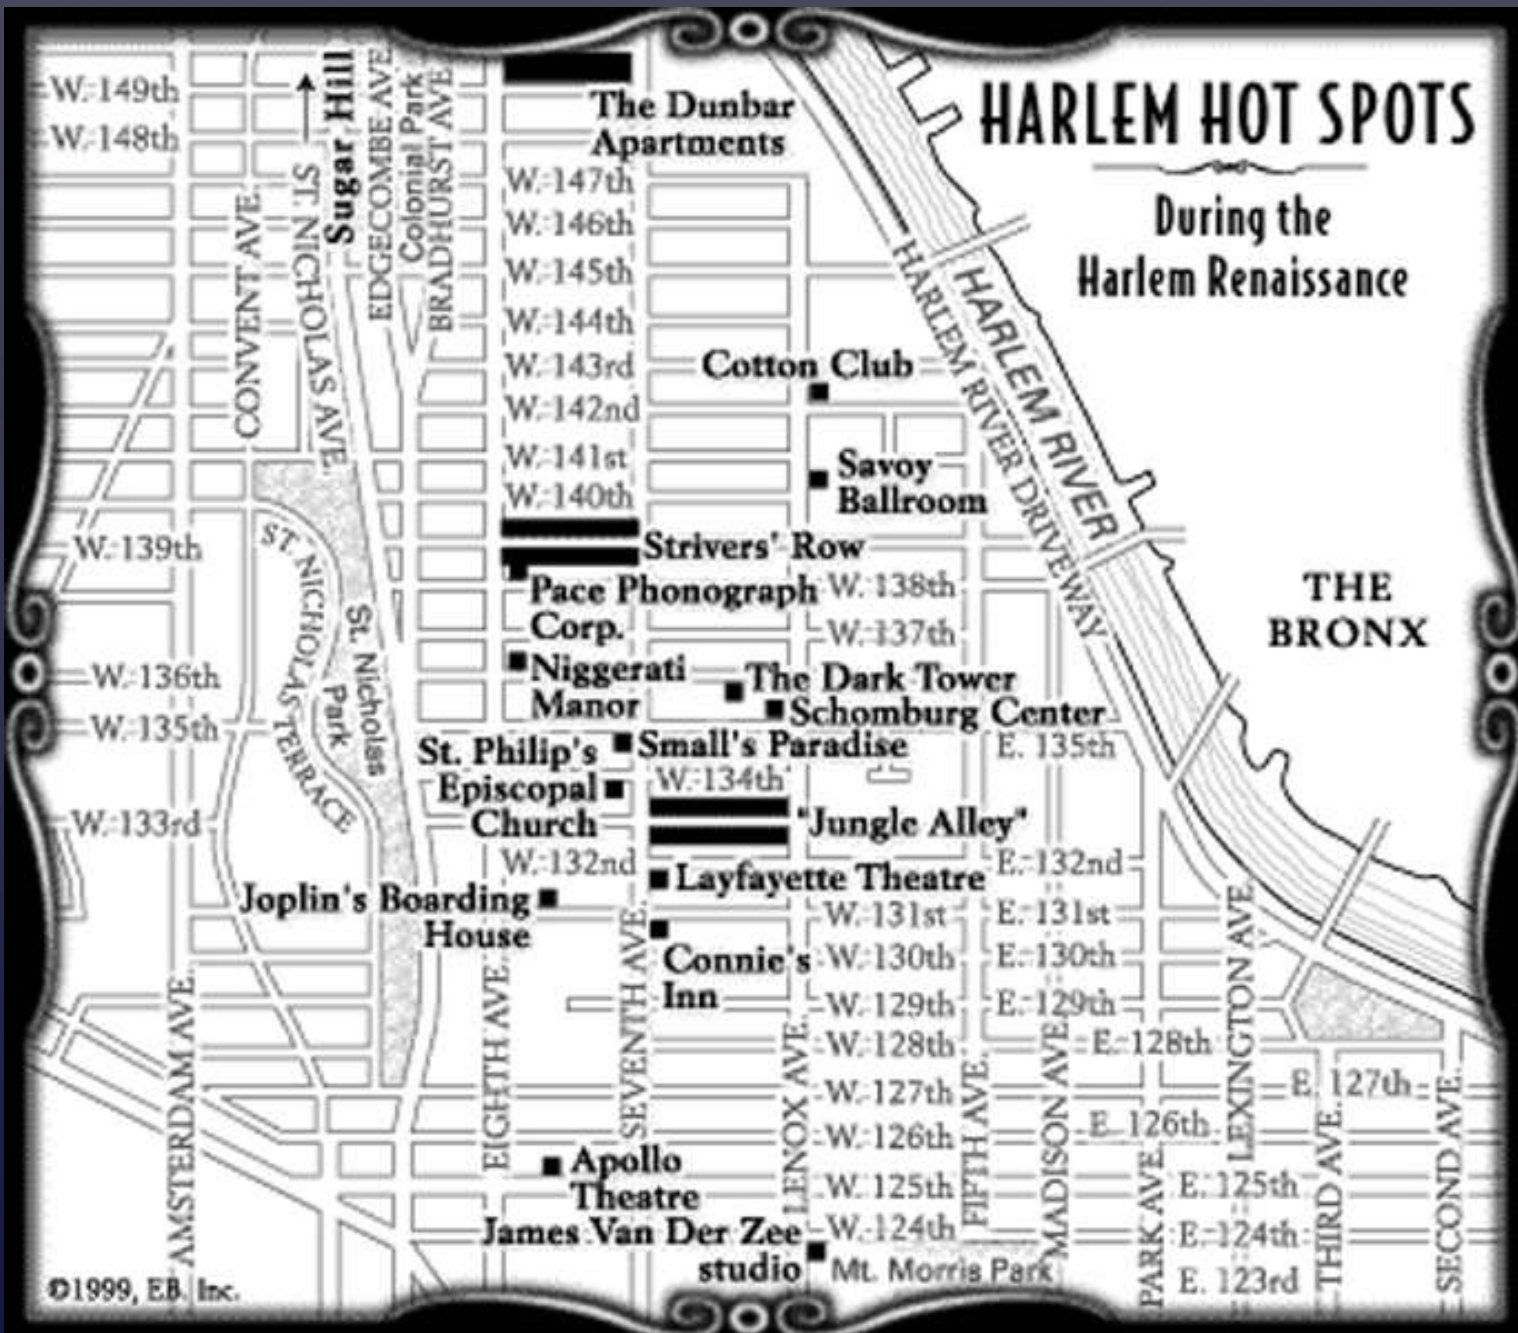 HARLEM HOT SPOTS
During the
Harlem Renaissance
W. 149th
W. 148th
Sugar Hill
ST. NICHOLAS AVE.
CONVENT AVE.
EDGECOMBE AVE.
Colonial Park
BRADHURST AVE.
The Dunbar
Apartments
W. 147th
W. 146th
W. 145th
W. 144th
W. 143rd
W. 142nd
W. 141st
W. 140th
HARLEM RIVER DRIVEWAY
HARLEM RIVER
Cotton Club
Savoy
Ballroom
THE
BRONX
W. 139th
Strivers' Row
Pace Phonograph
Corp.
W. 138th
W. 137th
ST. NICHOLAS TERRACE
St. Nicholss
Park
W. 136th
W. 135th
Niggerati
Manor
The Dark Tower
Schomburg Center
Small's Paradise
E. 135th
St. Philip's
Episcopal
Church
W. 134th
W. 133rd
"Jungle Alley"
W. 132nd
E. 132nd
Layfayette Theatre
Joplin's Boarding
House
W. 131st
E. 131st
Connie's
Inn
W. 130th
E. 130th
W. 129th
E. 129th
W. 128th
E. 128th
W. 127th
E. 127th
W. 126th
E. 126th
W. 125th
E. 125th
W. 124th
E. 124th
E. 123rd
AMSTERDAM AVE.
EIGHTH AVE.
SEVENTH AVE.
LENOX AVE.
FIFTH AVE.
MADISON AVE.
PARK AVE.
LEXINGTON AVE.
THIRD AVE.
SECOND AVE.
Apollo
Theatre
James Van Der Zee
studio
Mt. Morris Park
©1999, EB. Inc.